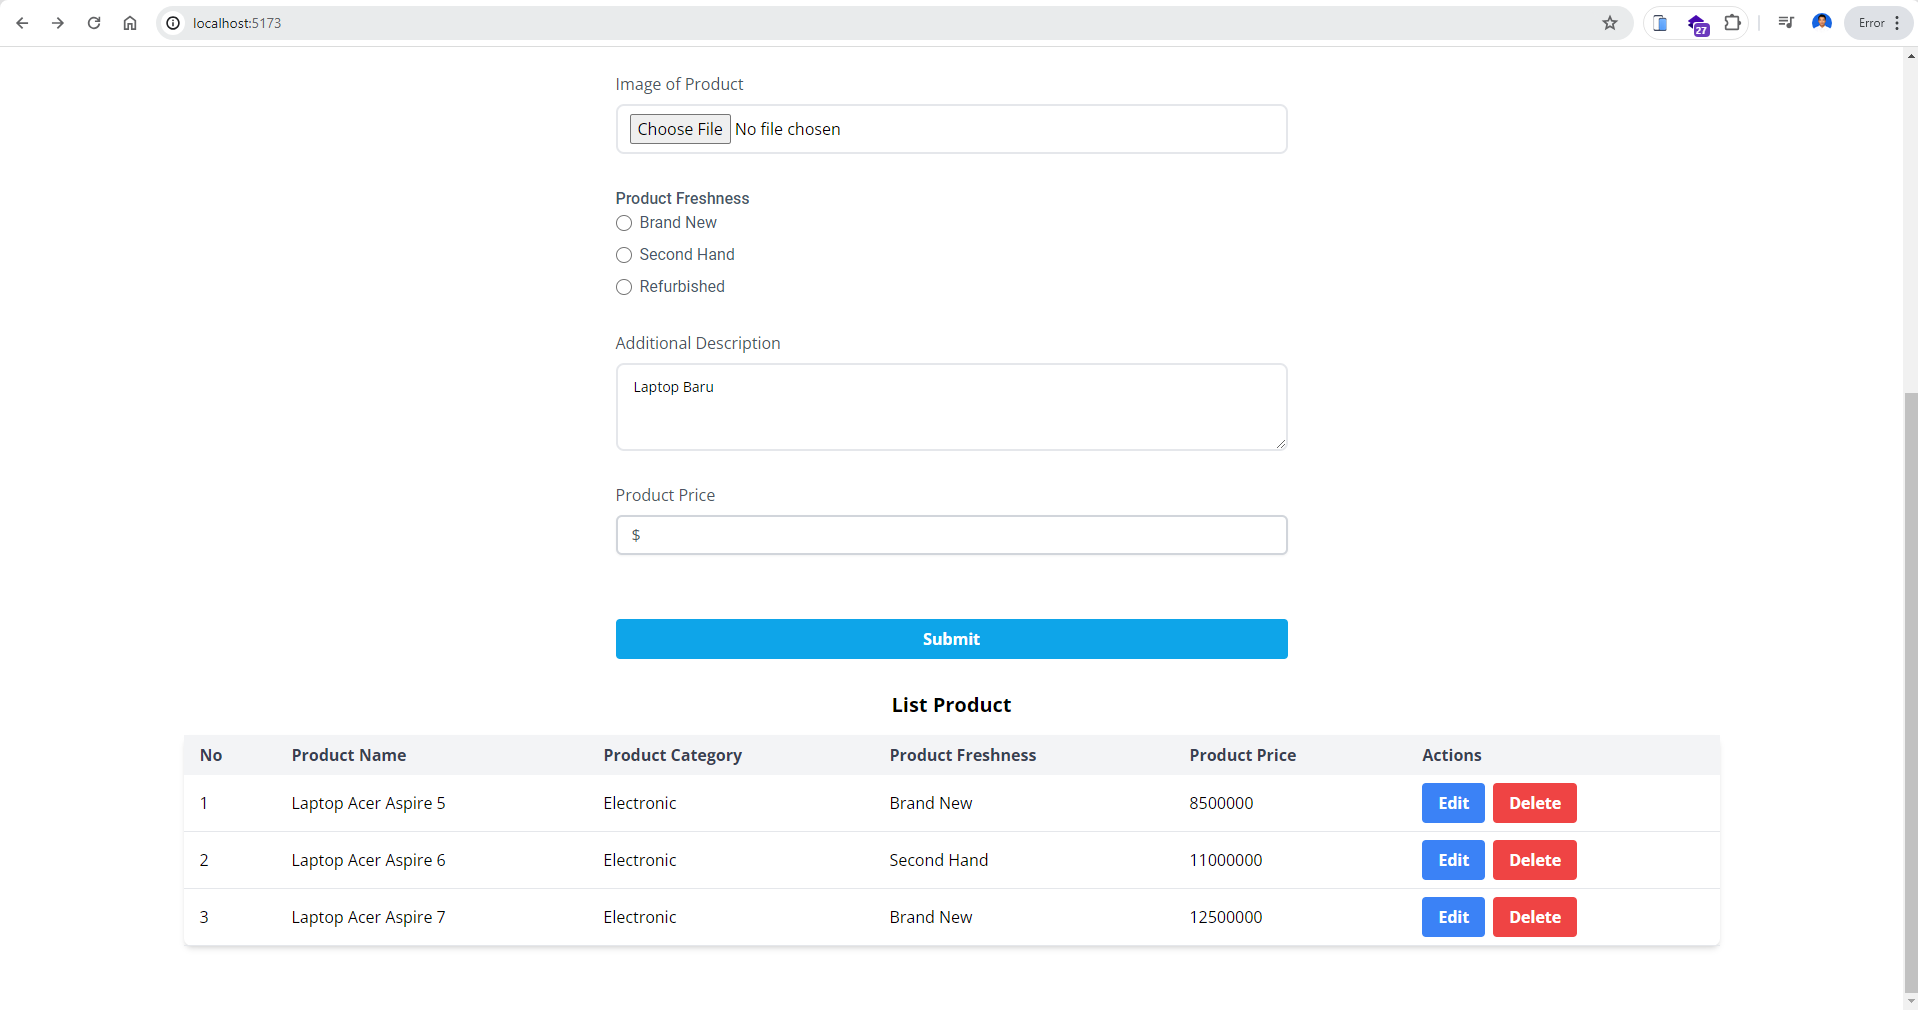 localhost:5173
27
Error
Image of Product
Choose File No file chosen
Product Freshness
Brand New
Second Hand
Refurbished
Additional Description
Laptop Baru
Product Price
$
Submit
List Product
No Product Name Product Category Product Freshness Product Price Actions
1 Laptop Acer Aspire 5 Electronic Brand New 8500000 Edit Delete
2 Laptop Acer Aspire 6 Electronic Second Hand 11000000 Edit Delete
3 Laptop Acer Aspire 7 Electronic Brand New 12500000 Edit Delete